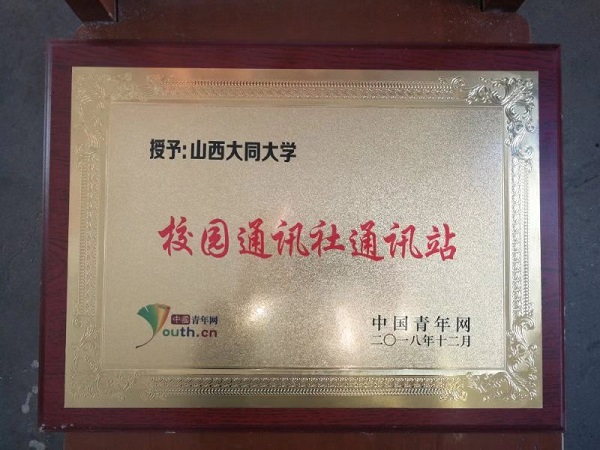 授予:山西大同大学
校园通讯社通讯站
中国青年网
youth.cn
中国青年网
二〇一八年十二月